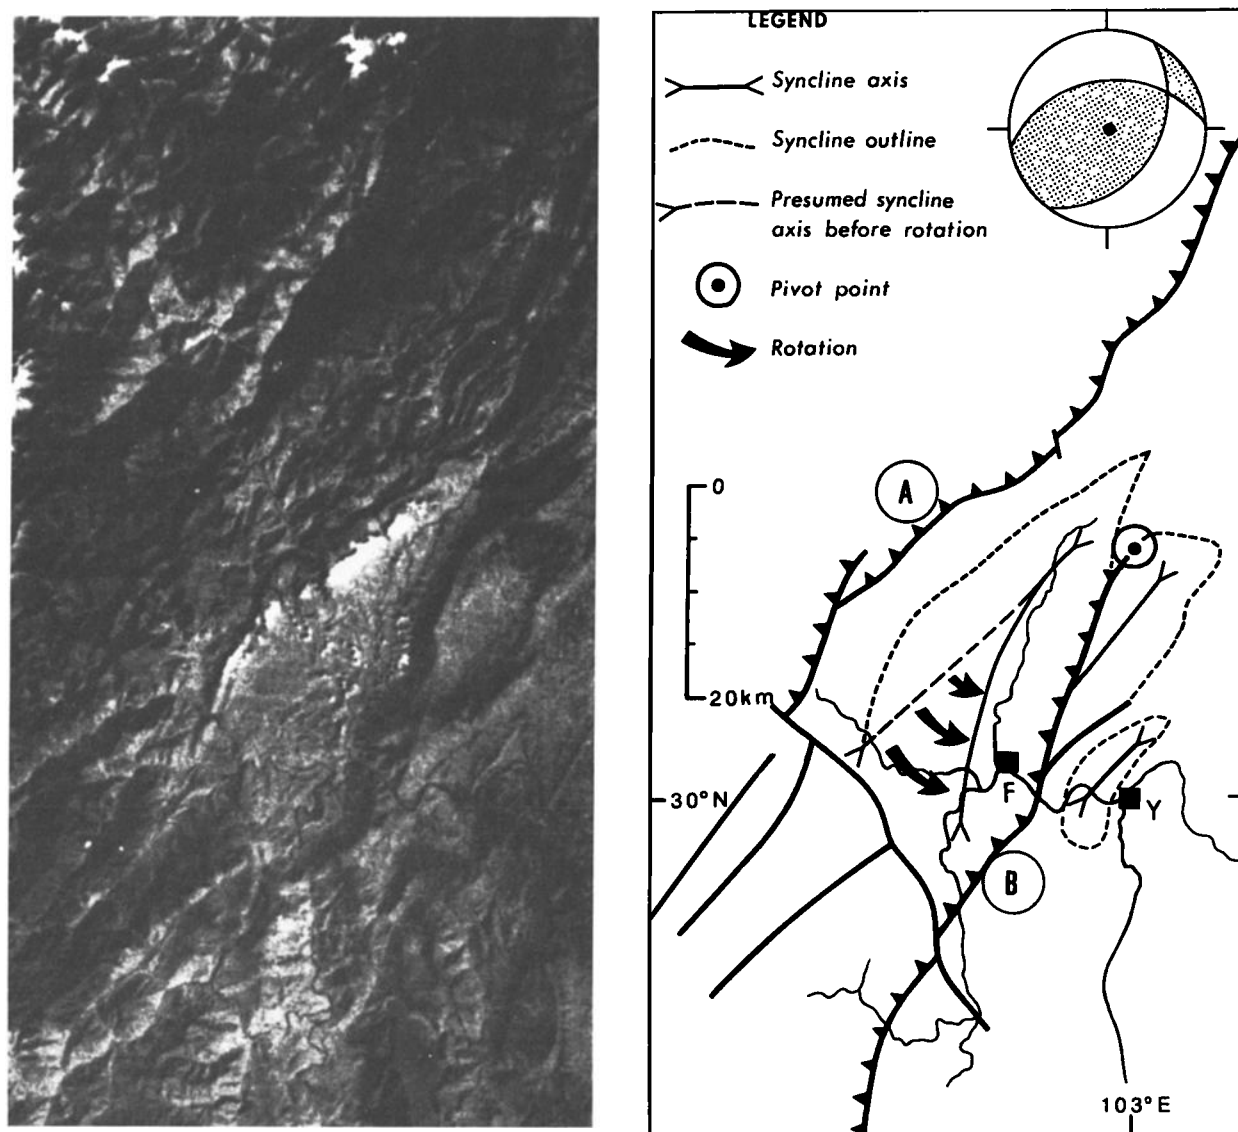 LEGEND
Syncline axis
Syncline outline
Presumed syncline
axis before rotation
Pivot point
Rotation
A
0
20km
F
30°N
Y
B
103°E